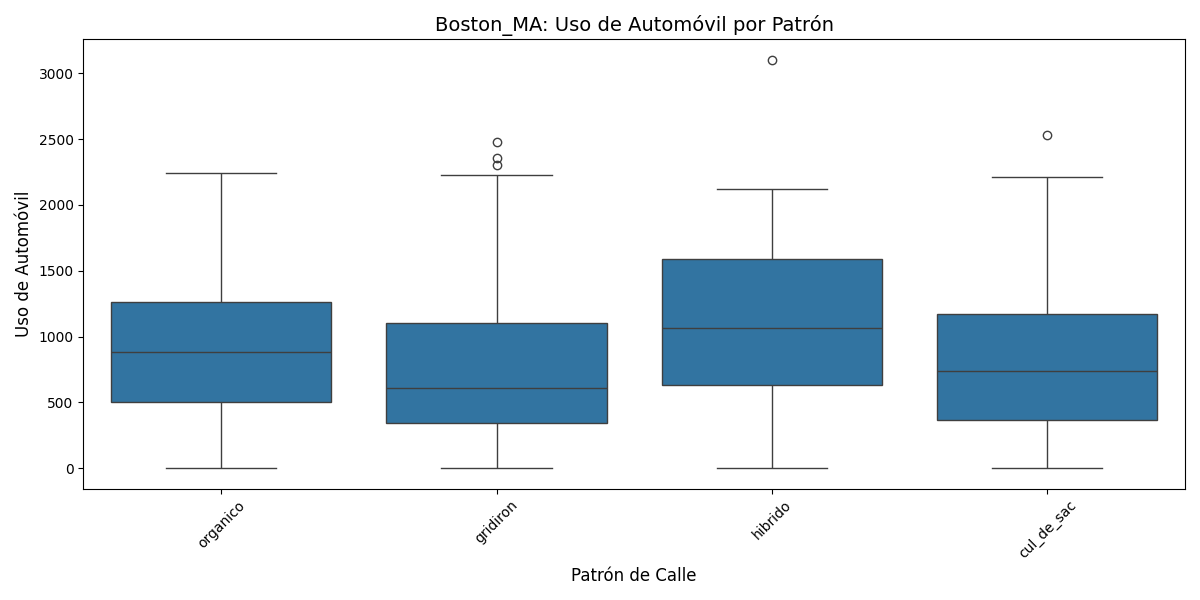 Boston_MA: Uso de Automóvil por Patrón
Uso de Automóvil
3000
2500
2000
1500
1000
500
0
organico
gridiron
hibrido
cul_de_sac
Patrón de Calle